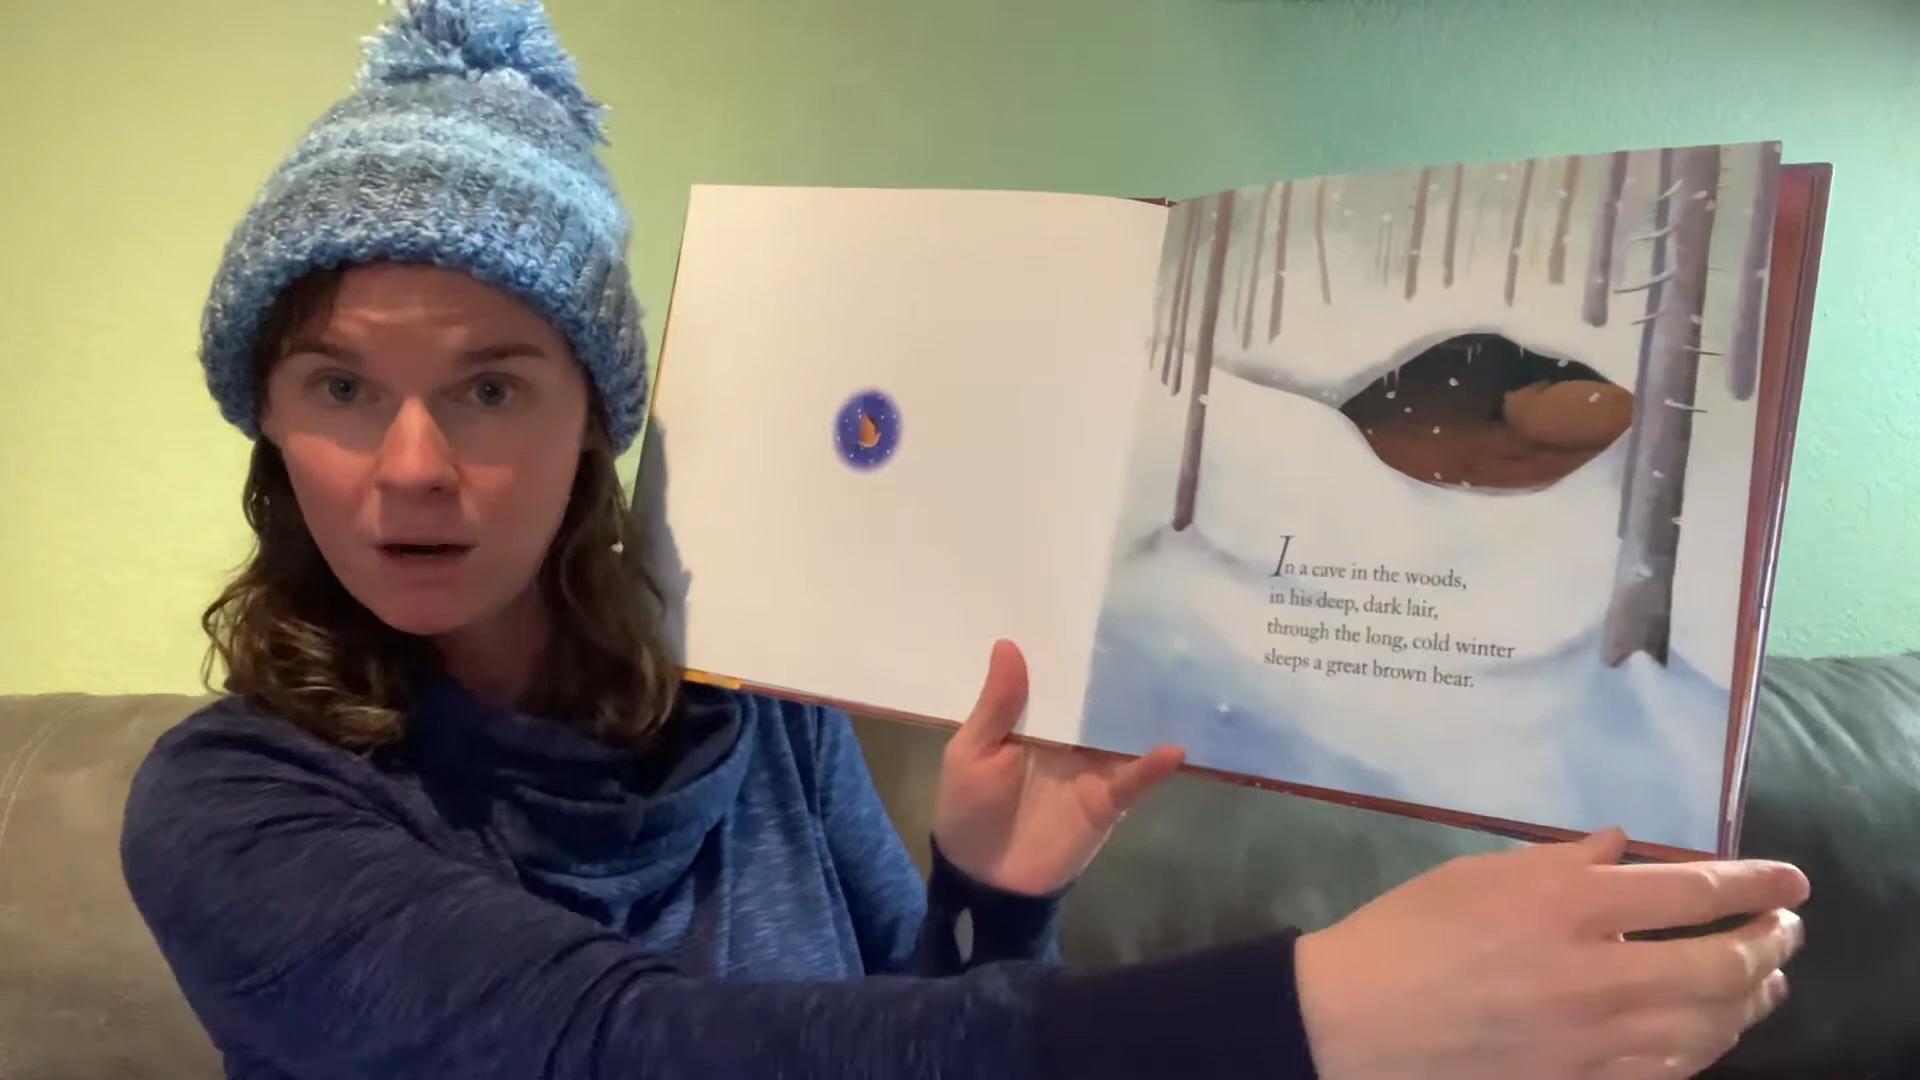 In a cave in the woods,
in his deep, dark lair,
through the long, cold winter
sleeps a great brown bear.